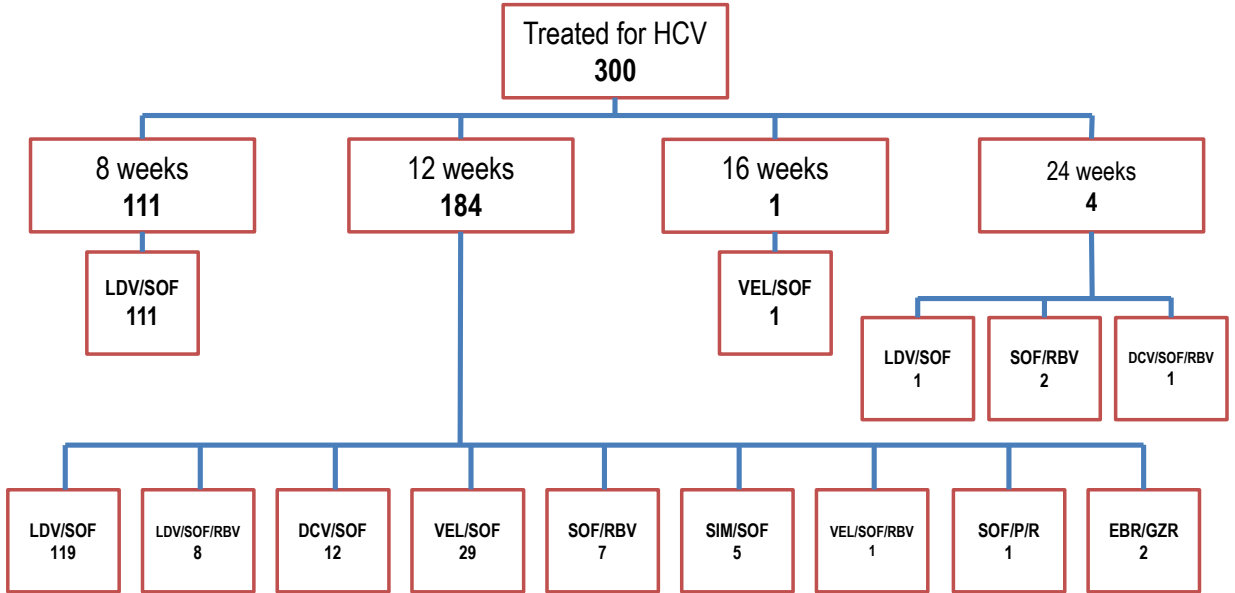 Treated for HCV
300
8 weeks
111
12 weeks
184
16 weeks
1
24 weeks
4
LDV/SOF
111
VEL/SOF
1
LDV/SOF
1
SOF/RBV
2
DCV/SOF/RBV
1
LDV/SOF
119
LDV/SOF/RBV
8
DCV/SOF
12
VEL/SOF
29
SOF/RBV
7
SIM/SOF
5
VEL/SOF/RBV
1
SOF/P/R
1
EBR/GZR
2